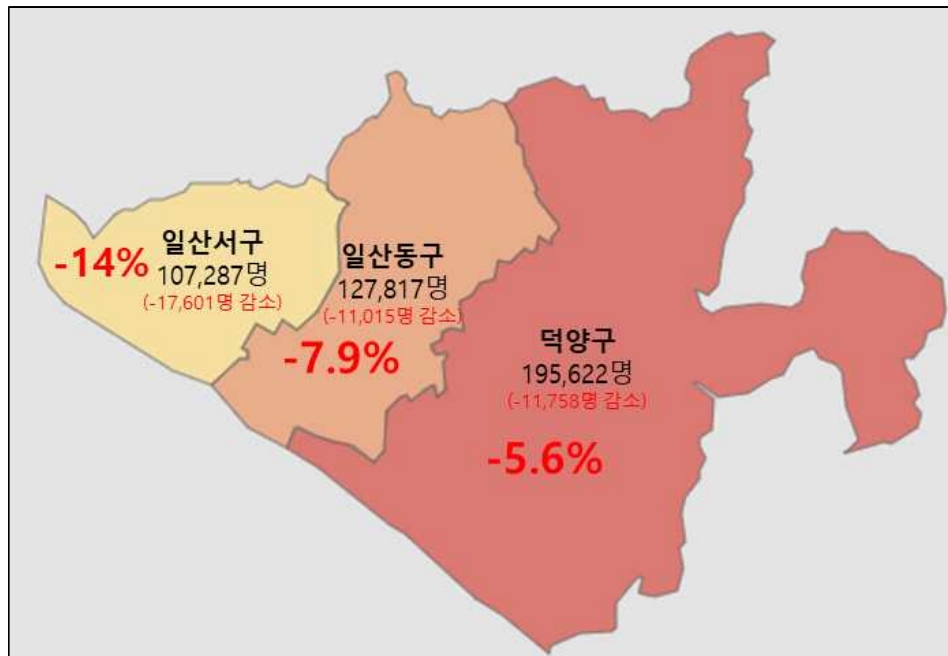 -14%
일산서구
107,287명
(-17,601명 감소)
일산동구
127,817명
(-11,015명 감소)
-7.9%
덕양구
195,622명
(-11,758명 감소)
-5.6%